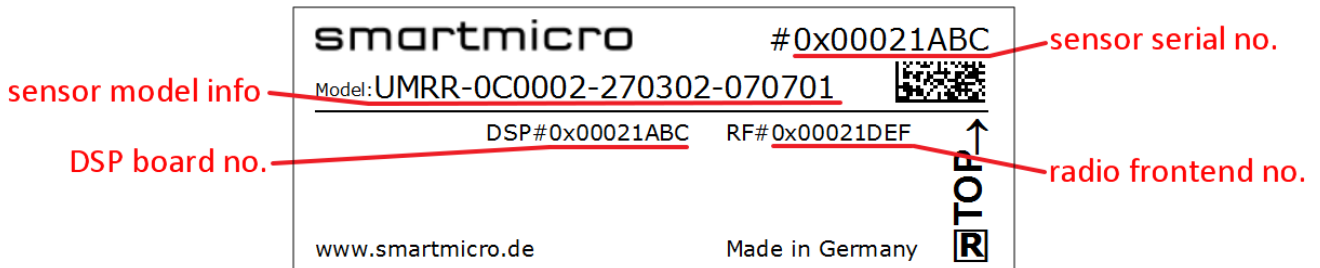 smartmicro #0x00021ABC
sensor serial no.
sensor model info
Model:UMRR-0C0002-270302-070701
DSP#0x00021ABC RF#0x00021DEF
DSP board no.
radio frontend no.
R TOP→
www.smartmicro.de Made in Germany